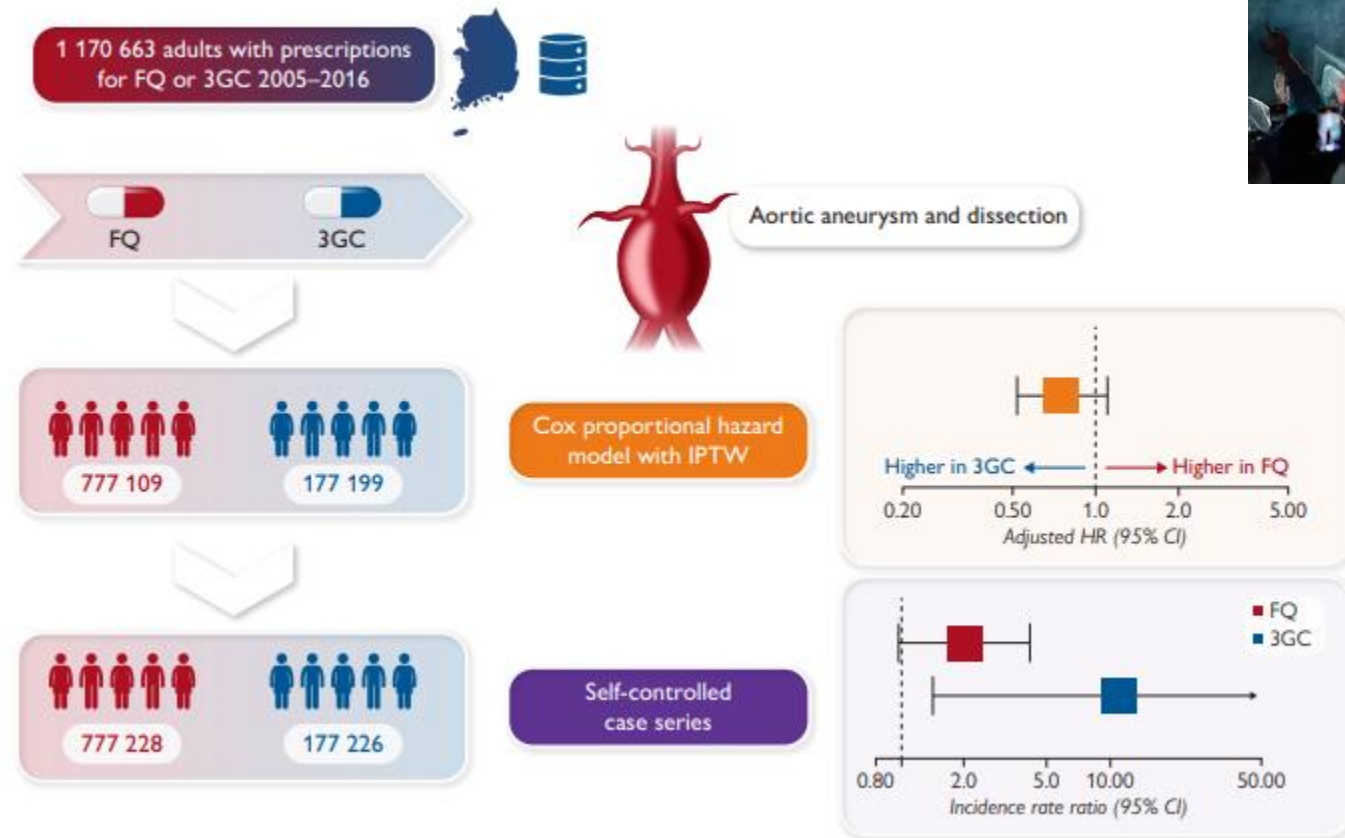 1 170 663 adults with prescriptions
for FQ or 3GC 2005–2016
FQ
3GC
Aortic aneurysm and dissection
777 109
177 199
Cox proportional hazard
model with IPTW
Higher in 3GC
Higher in FQ
0.20
0.50
1.0
2.0
5.00
Adjusted HR (95% CI)
777 228
177 226
Self-controlled
case series
FQ
3GC
0.80
2.0
5.0
10.00
50.00
Incidence rate ratio (95% CI)